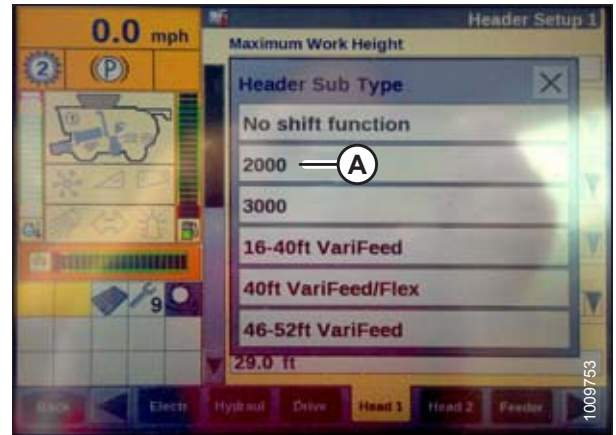 0.0 mph
Header Setup 1
Maximum Work Height
2
(P)
Header Sub Type
No shift function
2000
A
3000
16-40ft VariFeed
40ft VariFeed/Flex
46-52ft VariFeed
9
29.0 ft
Back
Electr
Hydraul
Drive
Head 1
Head 2
Feeder
1009753